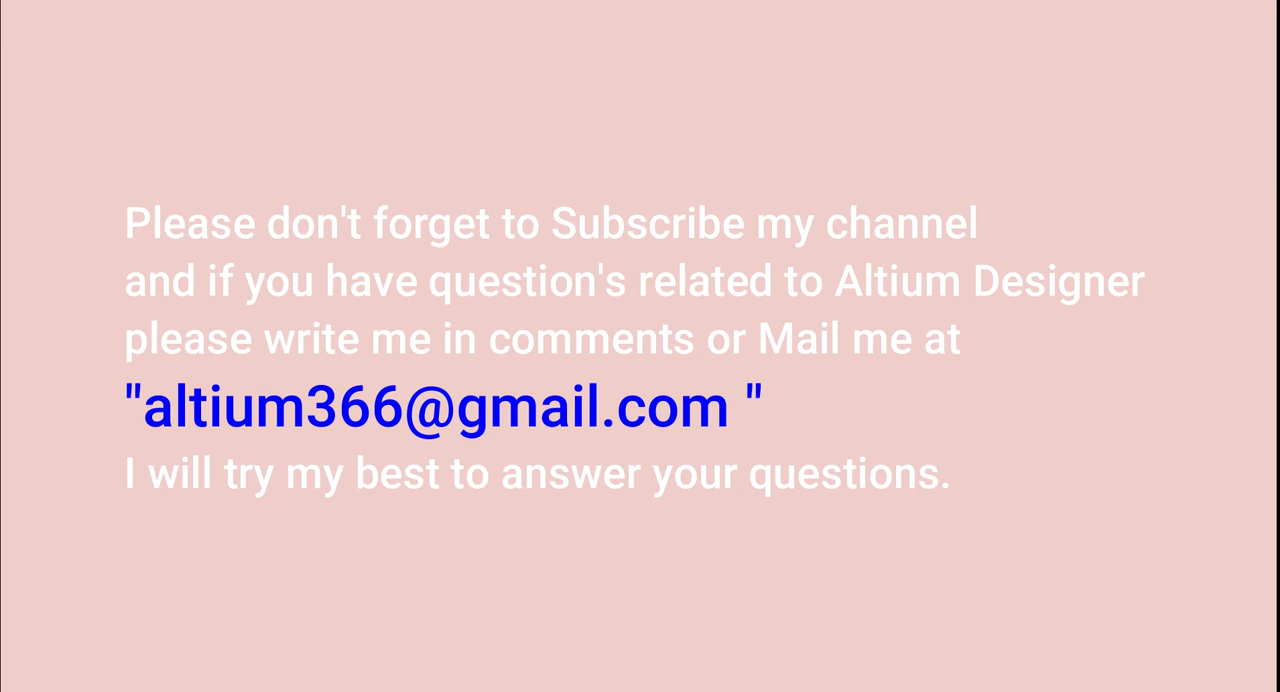 Please don't forget to Subscribe my channel
and if you have question's related to Altium Designer
please write me in comments or Mail me at
"altium366@gmail.com "
I will try my best to answer your questions.